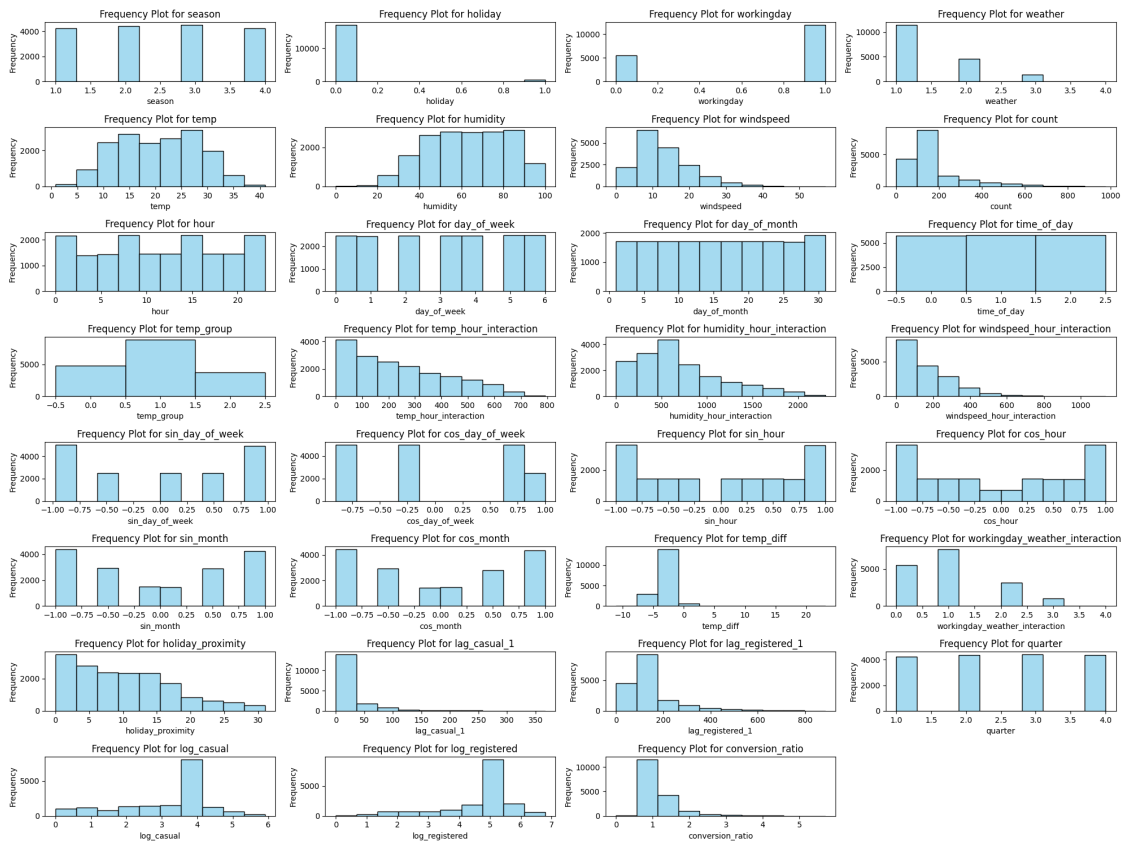 Frequency Plot for season
Frequency
4000
2000
0
1.0 1.5 2.0 2.5 3.0 3.5 4.0
season
Frequency Plot for holiday
Frequency
10000
0
0.0 0.2 0.4 0.6 0.8 1.0
holiday
Frequency Plot for workingday
Frequency
10000
5000
0
0.0 0.2 0.4 0.6 0.8 1.0
workingday
Frequency Plot for weather
Frequency
10000
5000
0
1.0 1.5 2.0 2.5 3.0 3.5 4.0
weather
Frequency Plot for temp
Frequency
2000
0
0 5 10 15 20 25 30 35 40
temp
Frequency Plot for humidity
Frequency
2000
0
0 20 40 60 80 100
humidity
Frequency Plot for windspeed
Frequency
5000
2500
0
0 10 20 30 40 50
windspeed
Frequency Plot for count
Frequency
5000
0
0 200 400 600 800 1000
count
Frequency Plot for hour
Frequency
2000
1000
0
0 5 10 15 20
hour
Frequency Plot for day_of_week
Frequency
2000
1000
0
0 1 2 3 4 5 6
day_of_week
Frequency Plot for day_of_month
Frequency
2000
1000
0
0 5 10 15 20 25 30
day_of_month
Frequency Plot for time_of_day
Frequency
5000
2500
0
−0.5 0.0 0.5 1.0 1.5 2.0 2.5
time_of_day
Frequency Plot for temp_group
Frequency
5000
0
−0.5 0.0 0.5 1.0 1.5 2.0 2.5
temp_group
Frequency Plot for temp_hour_interaction
Frequency
4000
2000
0
0 100 200 300 400 500 600 700 800
temp_hour_interaction
Frequency Plot for humidity_hour_interaction
Frequency
4000
2000
0
0 500 1000 1500 2000
humidity_hour_interaction
Frequency Plot for windspeed_hour_interaction
Frequency
7500
5000
2500
0
0 200 400 600 800 1000
windspeed_hour_interaction
Frequency Plot for sin_day_of_week
Frequency
4000
2000
0
−1.00 −0.75 −0.50 −0.25 0.00 0.25 0.50 0.75 1.00
sin_day_of_week
Frequency Plot for cos_day_of_week
Frequency
4000
2000
0
−0.75 −0.50 −0.25 0.00 0.25 0.50 0.75 1.00
cos_day_of_week
Frequency Plot for sin_hour
Frequency
2000
0
−1.00 −0.75 −0.50 −0.25 0.00 0.25 0.50 0.75 1.00
sin_hour
Frequency Plot for cos_hour
Frequency
2000
0
−1.00 −0.75 −0.50 −0.25 0.00 0.25 0.50 0.75 1.00
cos_hour
Frequency Plot for sin_month
Frequency
4000
2000
0
−1.00 −0.75 −0.50 −0.25 0.00 0.25 0.50 0.75 1.00
sin_month
Frequency Plot for cos_month
Frequency
4000
2000
0
−1.00 −0.75 −0.50 −0.25 0.00 0.25 0.50 0.75 1.00
cos_month
Frequency Plot for temp_diff
Frequency
10000
5000
0
−10 −5 0 5 10 15 20
temp_diff
Frequency Plot for workingday_weather_interaction
Frequency
5000
0
0.0 0.5 1.0 1.5 2.0 2.5 3.0 3.5 4.0
workingday_weather_interaction
Frequency Plot for holiday_proximity
Frequency
2000
0
0 5 10 15 20 25 30
holiday_proximity
Frequency Plot for lag_casual_1
Frequency
10000
5000
0
0 50 100 150 200 250 300 350
lag_casual_1
Frequency Plot for lag_registered_1
Frequency
5000
0
0 200 400 600 800
lag_registered_1
Frequency Plot for quarter
Frequency
4000
2000
0
1.0 1.5 2.0 2.5 3.0 3.5 4.0
quarter
Frequency Plot for log_casual
Frequency
5000
0
0 1 2 3 4 5 6
log_casual
Frequency Plot for log_registered
Frequency
5000
0
0 1 2 3 4 5 6 7
log_registered
Frequency Plot for conversion_ratio
Frequency
10000
5000
0
0 1 2 3 4 5
conversion_ratio